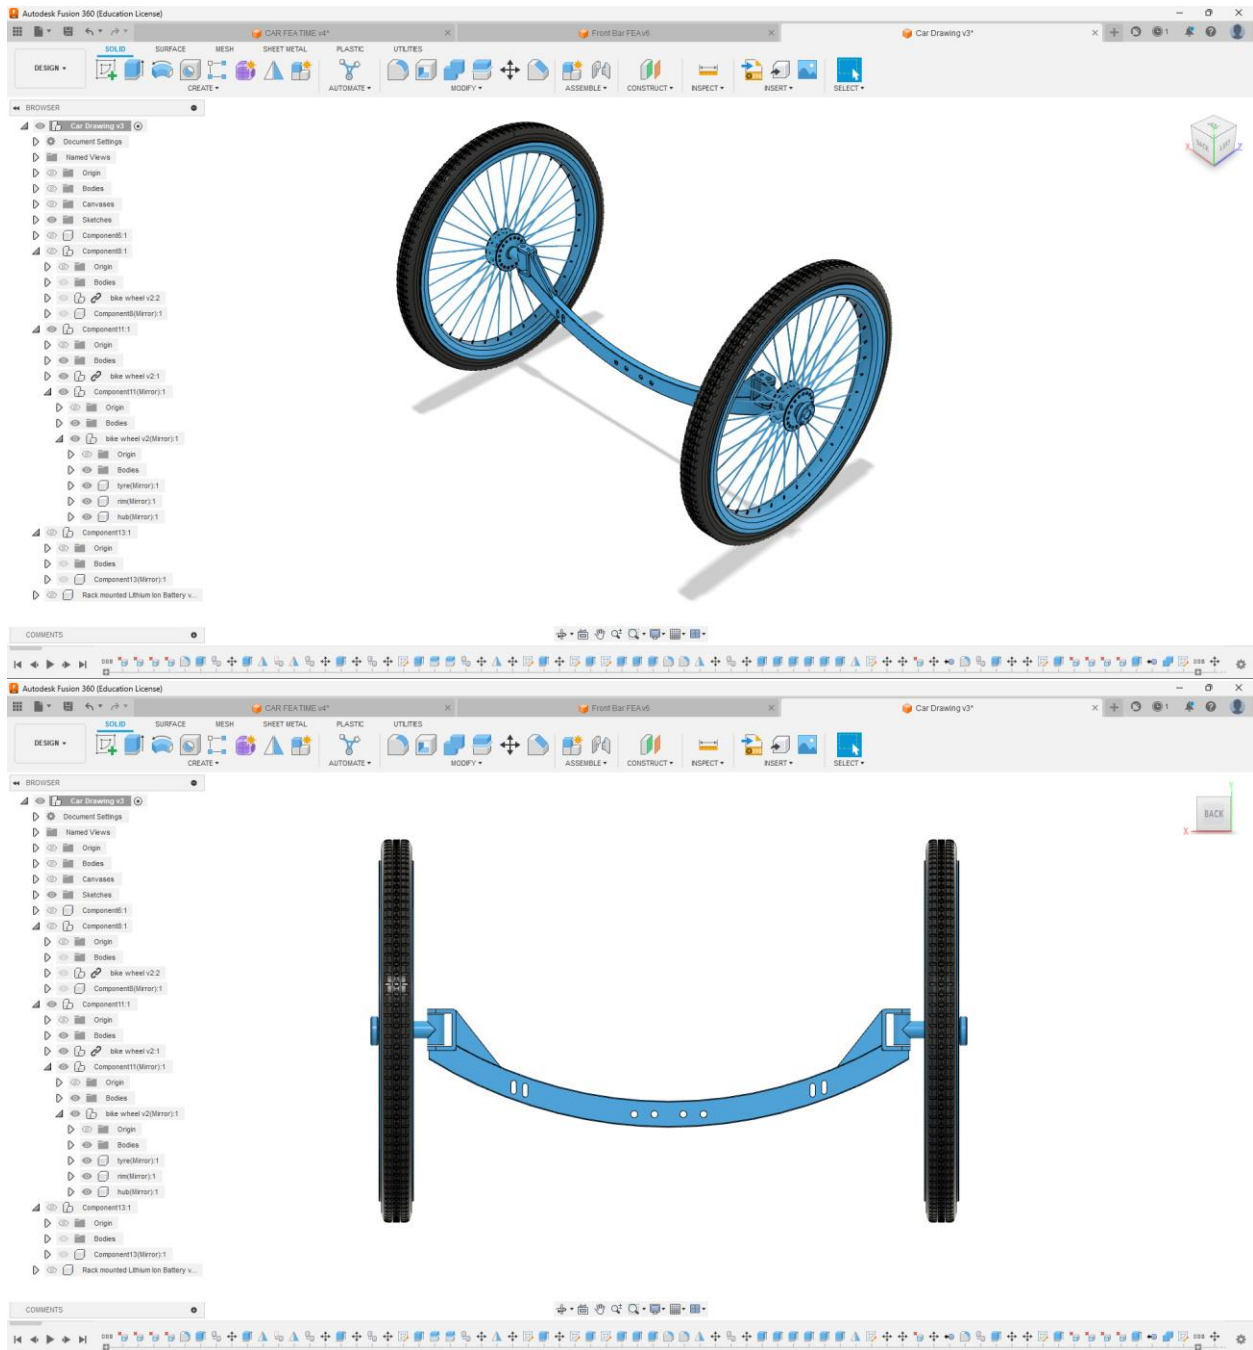 Autodesk Fusion 360 (Education License)
CAR FEA TIME v4*
Front Bar FEA v6
Car Drawing v3*
1
SOLID SURFACE MESH SHEET METAL PLASTIC UTILITIES
DESIGN
CREATE AUTOMATE MODIFY ASSEMBLE CONSTRUCT INSPECT INSERT SELECT
BROWSER
Car Drawing v3
Document Settings
Named Views
Origin
Bodies
Canvases
Sketches
Component6:1
Component8:1
Origin
Bodies
bike wheel v2:2
Component8(Mirror):1
Component11:1
Origin
Bodies
bike wheel v2:1
Component11(Mirror):1
Origin
Bodies
bike wheel v2(Mirror):1
Origin
Bodies
tyre(Mirror):1
rim(Mirror):1
hub(Mirror):1
Component13:1
Origin
Bodies
Component13(Mirror):1
Rack mounted Lithium Ion Battery v...
BACK LEFT
X Z
COMMENTS
Autodesk Fusion 360 (Education License)
CAR FEA TIME v4*
Front Bar FEA v6
Car Drawing v3*
1
SOLID SURFACE MESH SHEET METAL PLASTIC UTILITIES
DESIGN
CREATE AUTOMATE MODIFY ASSEMBLE CONSTRUCT INSPECT INSERT SELECT
BROWSER
Car Drawing v3
Document Settings
Named Views
Origin
Bodies
Canvases
Sketches
Component6:1
Component8:1
Origin
Bodies
bike wheel v2:2
Component8(Mirror):1
Component11:1
Origin
Bodies
bike wheel v2:1
Component11(Mirror):1
Origin
Bodies
bike wheel v2(Mirror):1
Origin
Bodies
tyre(Mirror):1
rim(Mirror):1
hub(Mirror):1
Component13:1
Origin
Bodies
Component13(Mirror):1
Rack mounted Lithium Ion Battery v...
Y
BACK
X
COMMENTS